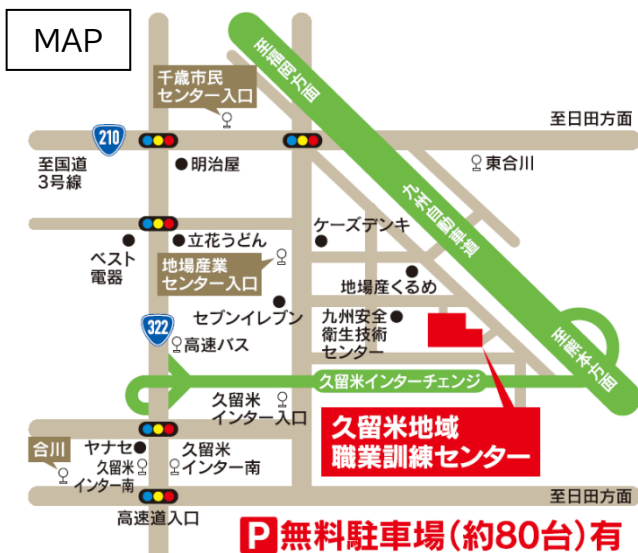 MAP
千歳市民
センター入口
至福岡方面
至日田方面
210
至国道
3号線
明治屋
東合川
九州自動車道
ケーズデンキ
ベスト
電器
立花うどん
地場産業
センター入口
地場産くるめ
セブンイレブン
九州安全
衛生技術
センター
322
高速バス
至熊本方面
久留米インターチェンジ
久留米
インター入口
久留米地域
職業訓練センター
合川
ヤナセ
久留米
インター南
久留米
インター南
高速道入口
至日田方面
P無料駐車場(約80台)有